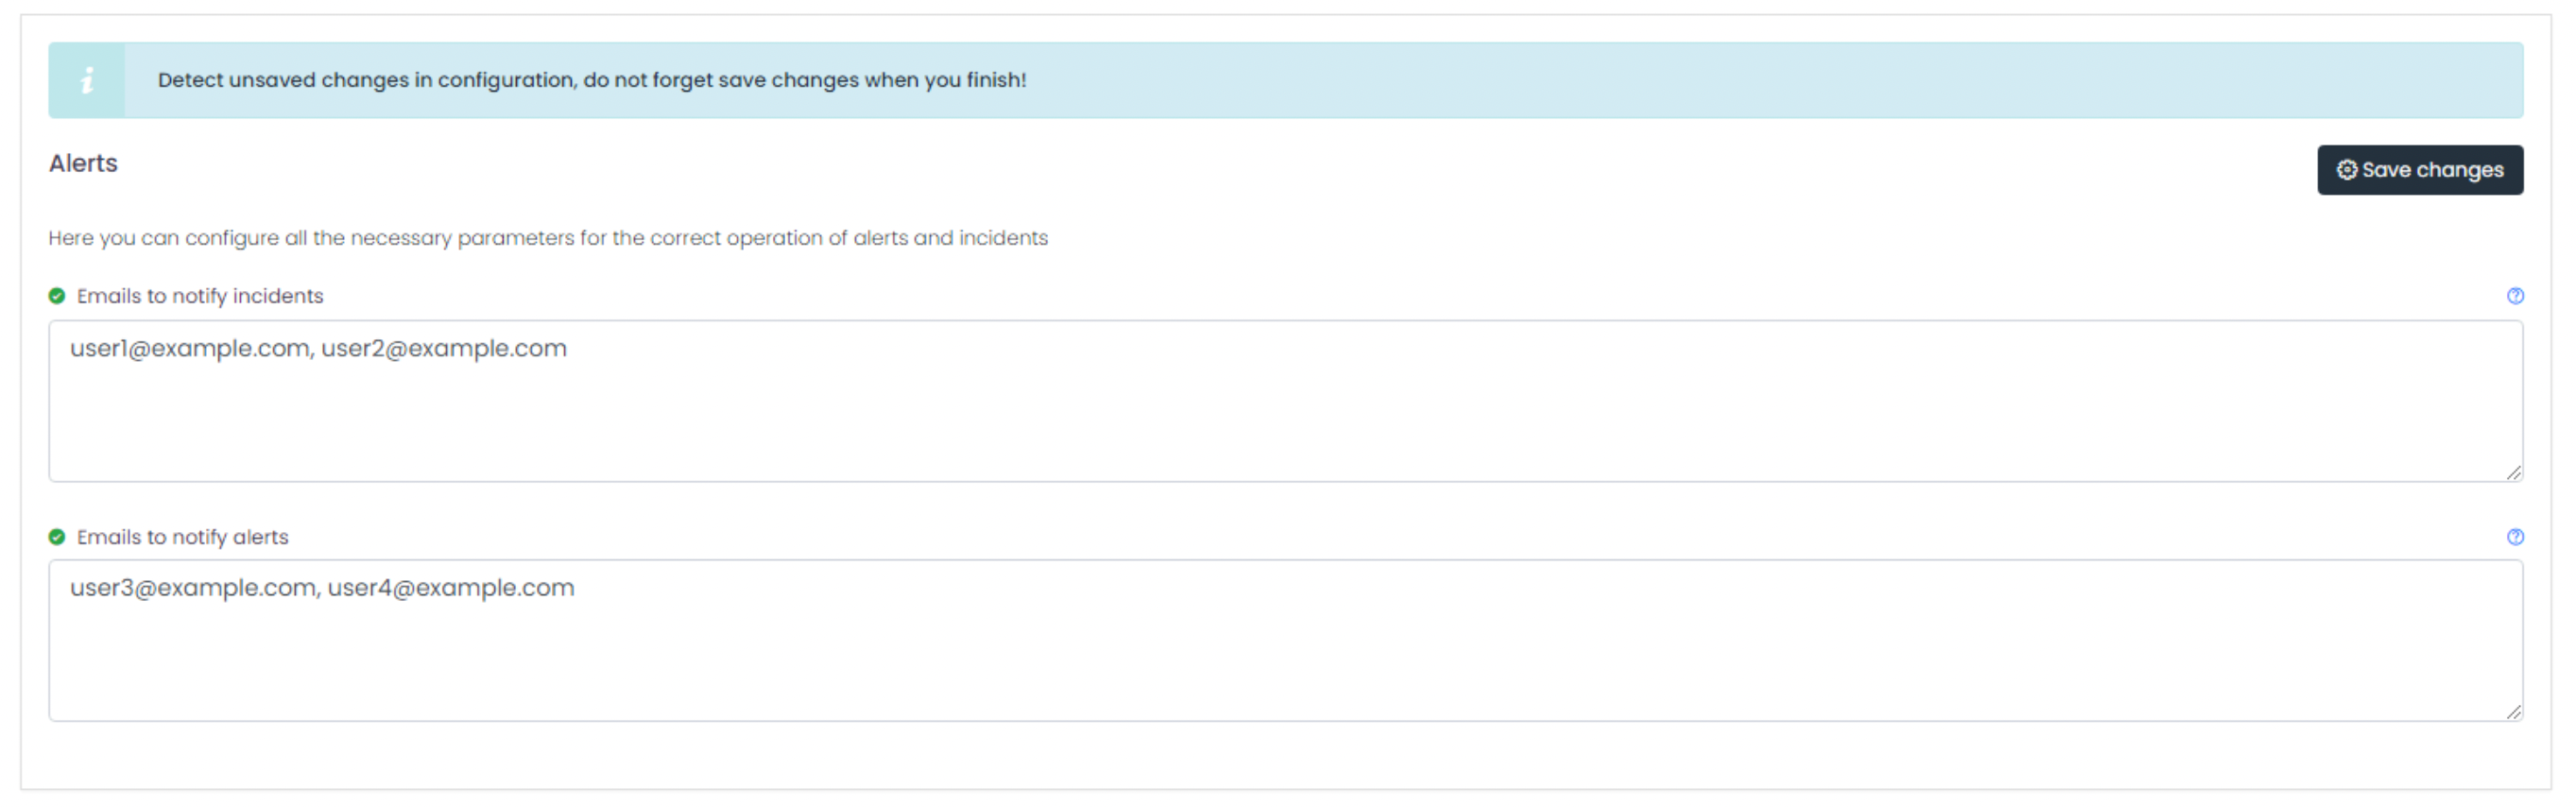 Detect unsaved changes in configuration, do not forget save changes when you finish!
Alerts
Save changes
Here you can configure all the necessary parameters for the correct operation of alerts and incidents
Emails to notify incidents
user1@example.com, user2@example.com
Emails to notify alerts
user3@example.com, user4@example.com